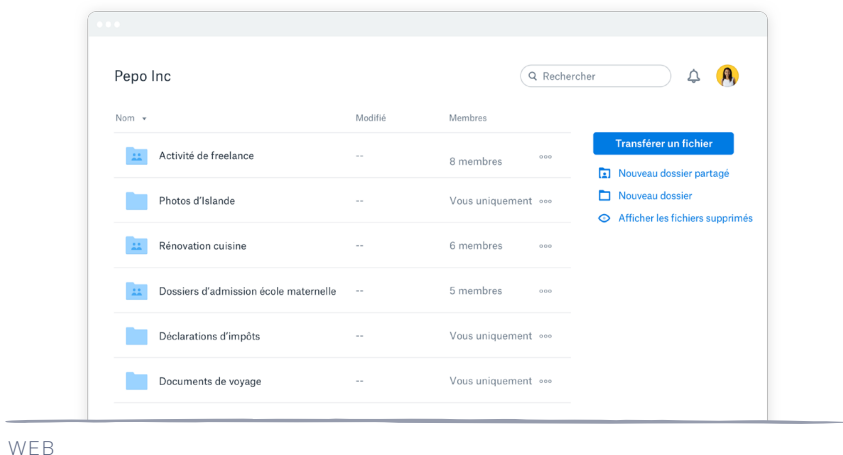 Pepo Inc
Rechercher
Nom Modifié Membres
Transférer un fichier
Activité de freelance -- 8 membres
Nouveau dossier partagé
Photos d'Islande Vous uniquement
Nouveau dossier
Afficher les fichiers supprimés
Rénovation cuisine -- 6 membres
Dossiers d'admission école maternelle -- 5 membres
Déclarations d'impôts -- Vous uniquement
Documents de voyage -- Vous uniquement
WEB